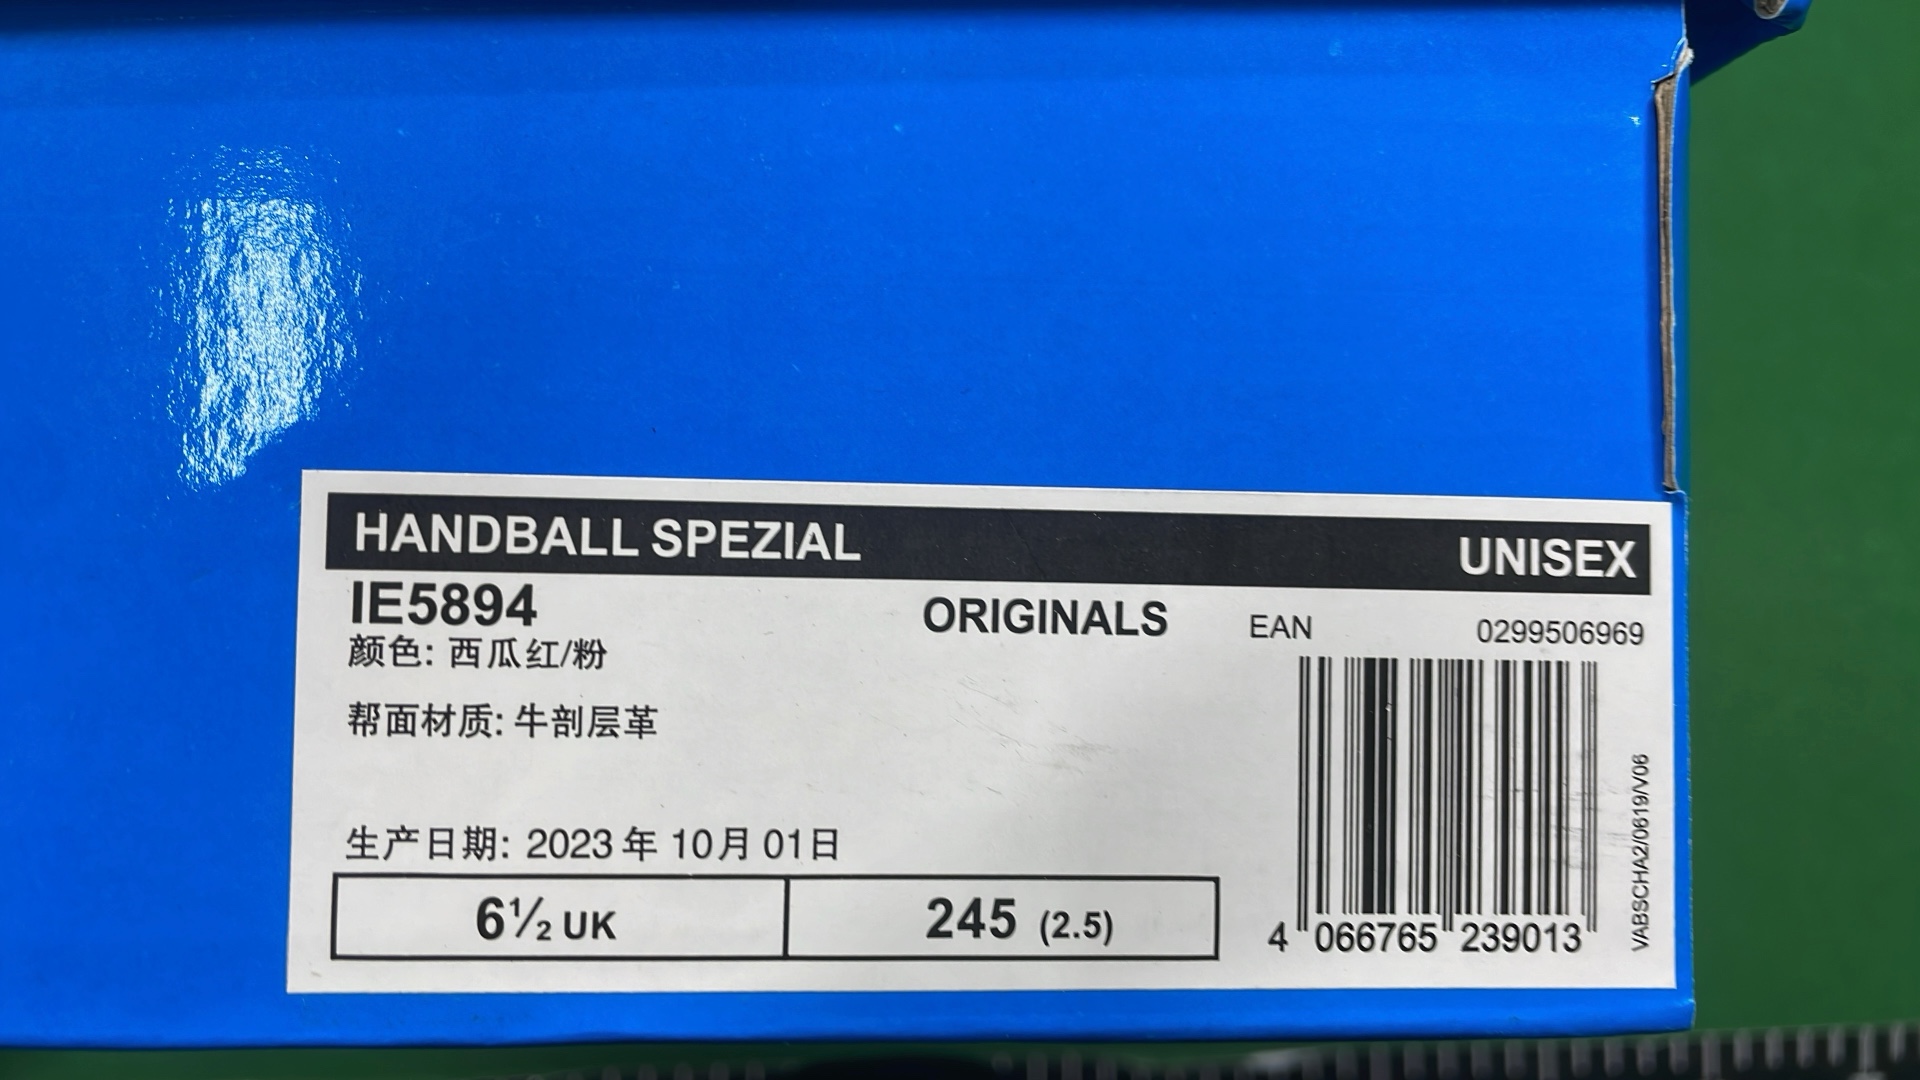 HANDBALL SPEZIAL UNISEX
IE5894 ORIGINALS EAN 0299506969
颜色: 西瓜红/粉
帮面材质: 牛剖层革
生产日期: 2023 年 10月 01日
6½ UK 245 (2.5)
4 066765 239013
VABSCHA2/0619/V06